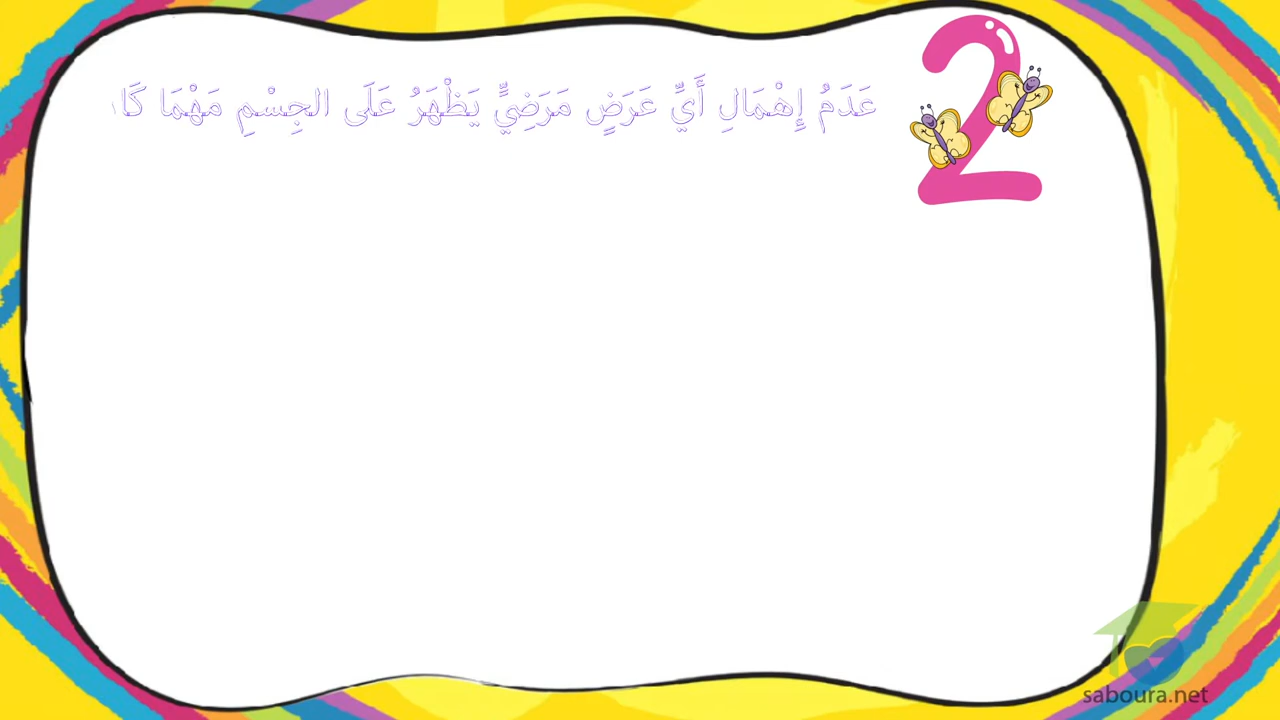 2
عَدَمُ إِهْمَالِ أَيِّ عَرَضٍ مَرَضِيٍّ يَظْهَرُ عَلَى الجِسْمِ مَهْمَا كَا
saboura.net